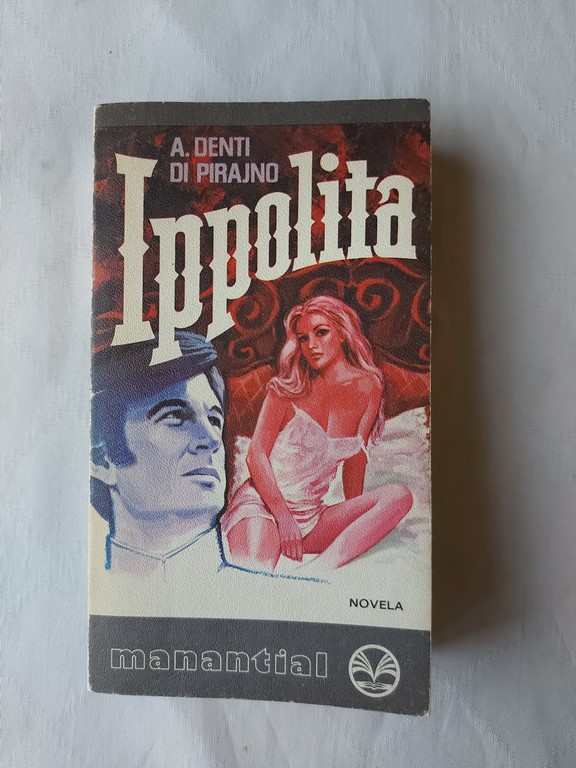 A. DENTI
DI PIRAJNO
Ippolita
NOVELA
manantial